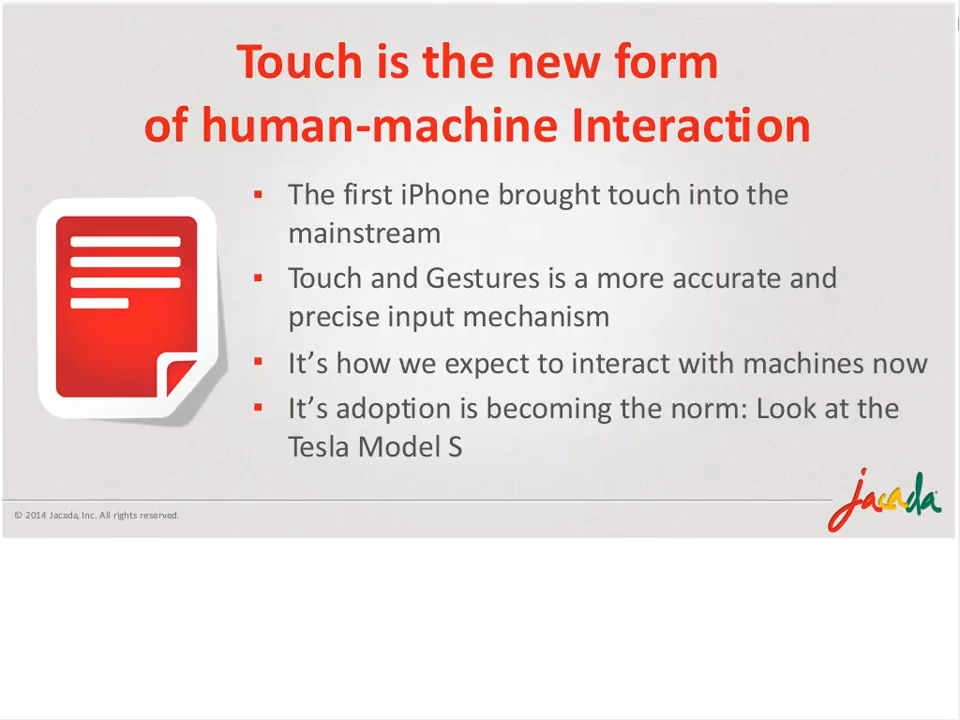 Touch is the new form
of human-machine Interaction
▪ The first iPhone brought touch into the
mainstream
▪ Touch and Gestures is a more accurate and
precise input mechanism
▪ It’s how we expect to interact with machines now
▪ It’s adoption is becoming the norm: Look at the
Tesla Model S
© 2014 Jacada, Inc. All rights reserved.
jacada